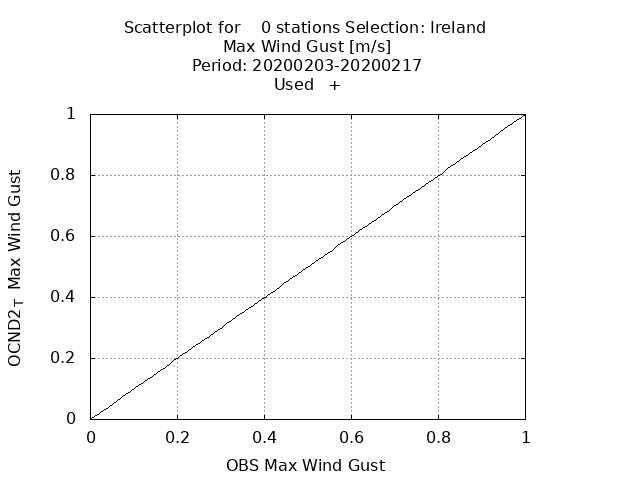 Scatterplot for    0 stations Selection: Ireland
Max Wind Gust [m/s]
Period: 20200203-20200217
Used   +
1
0.8
0.6
0.4
0.2
0
0 0.2 0.4 0.6 0.8 1
OCND2T Max Wind Gust
OBS Max Wind Gust